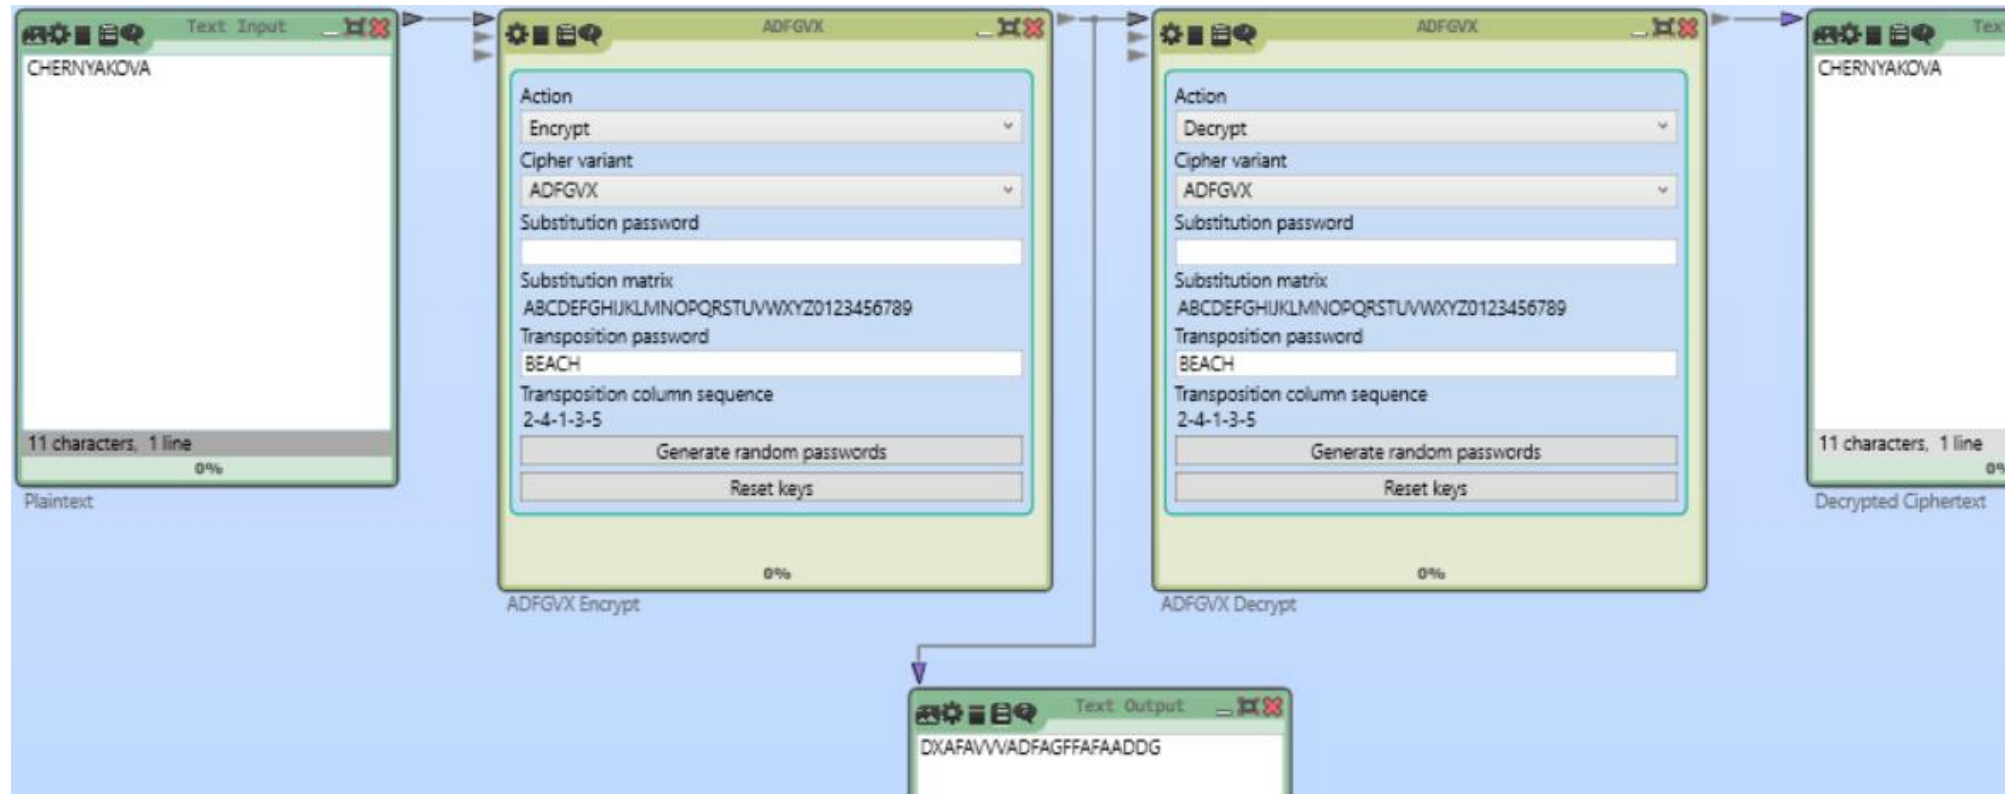 Text Input
CHERNYAKOVA
11 characters, 1 line
0%
Plaintext
ADFGVX
Action
Encrypt
Cipher variant
ADFGVX
Substitution password
Substitution matrix
ABCDEFGHIJKLMNOPQRSTUVWXYZ0123456789
Transposition password
BEACH
Transposition column sequence
2-4-1-3-5
Generate random passwords
Reset keys
0%
ADFGVX Encrypt
ADFGVX
Action
Decrypt
Cipher variant
ADFGVX
Substitution password
Substitution matrix
ABCDEFGHIJKLMNOPQRSTUVWXYZ0123456789
Transposition password
BEACH
Transposition column sequence
2-4-1-3-5
Generate random passwords
Reset keys
0%
ADFGVX Decrypt
Tex
CHERNYAKOVA
11 characters, 1 line
0%
Decrypted Ciphertext
Text Output
DXAFAVVVADFAGFFAFAADDG